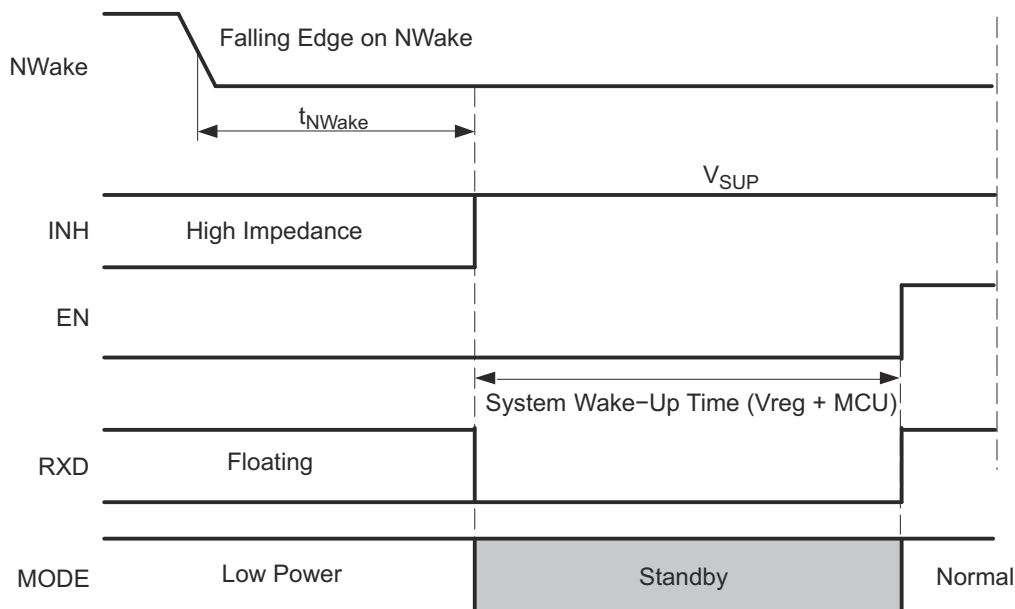 Falling Edge on NWake
NWake
tNWake
VSUP
INH
High Impedance
EN
System Wake−Up Time (Vreg + MCU)
RXD
Floating
MODE
Low Power
Standby
Normal